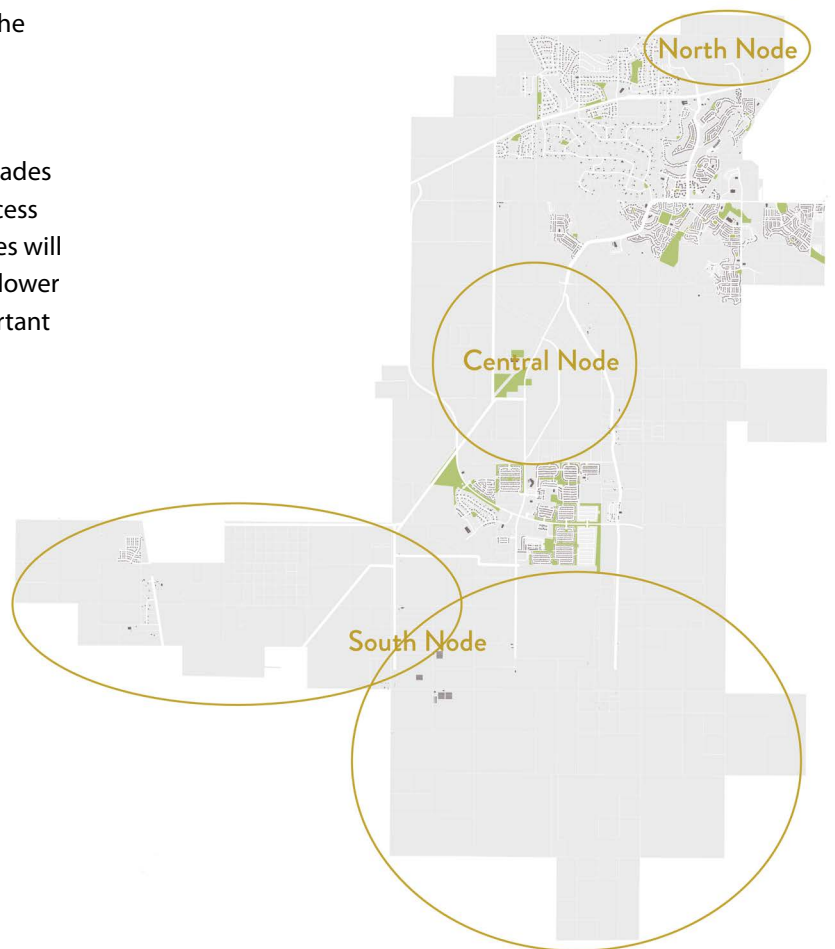 he
ades
cess
es will
lower
rtant
North Node
Central Node
South Node